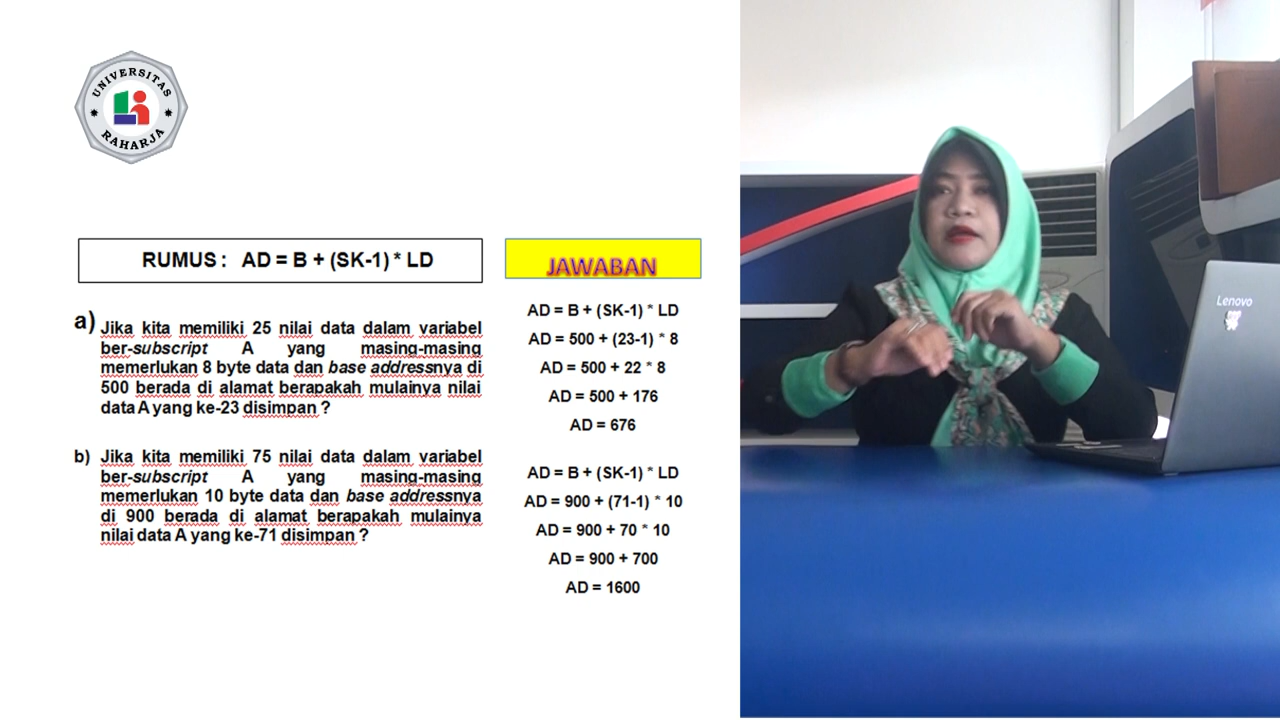 UNIVERSITAS
RAHARJA
RUMUS : AD = B + (SK-1) * LD
a) Jika kita memiliki 25 nilai data dalam variabel
ber-subscript A yang masing-masing
memerlukan 8 byte data dan base addressnya di
500 berada di alamat berapakah mulainya nilai
data A yang ke-23 disimpan ?
b) Jika kita memiliki 75 nilai data dalam variabel
ber-subscript A yang masing-masing
memerlukan 10 byte data dan base addressnya
di 900 berada di alamat berapakah mulainya
nilai data A yang ke-71 disimpan ?
JAWABAN
AD = B + (SK-1) * LD
AD = 500 + (23-1) * 8
AD = 500 + 22 * 8
AD = 500 + 176
AD = 676
AD = B + (SK-1) * LD
AD = 900 + (71-1) * 10
AD = 900 + 70 * 10
AD = 900 + 700
AD = 1600
Lenovo